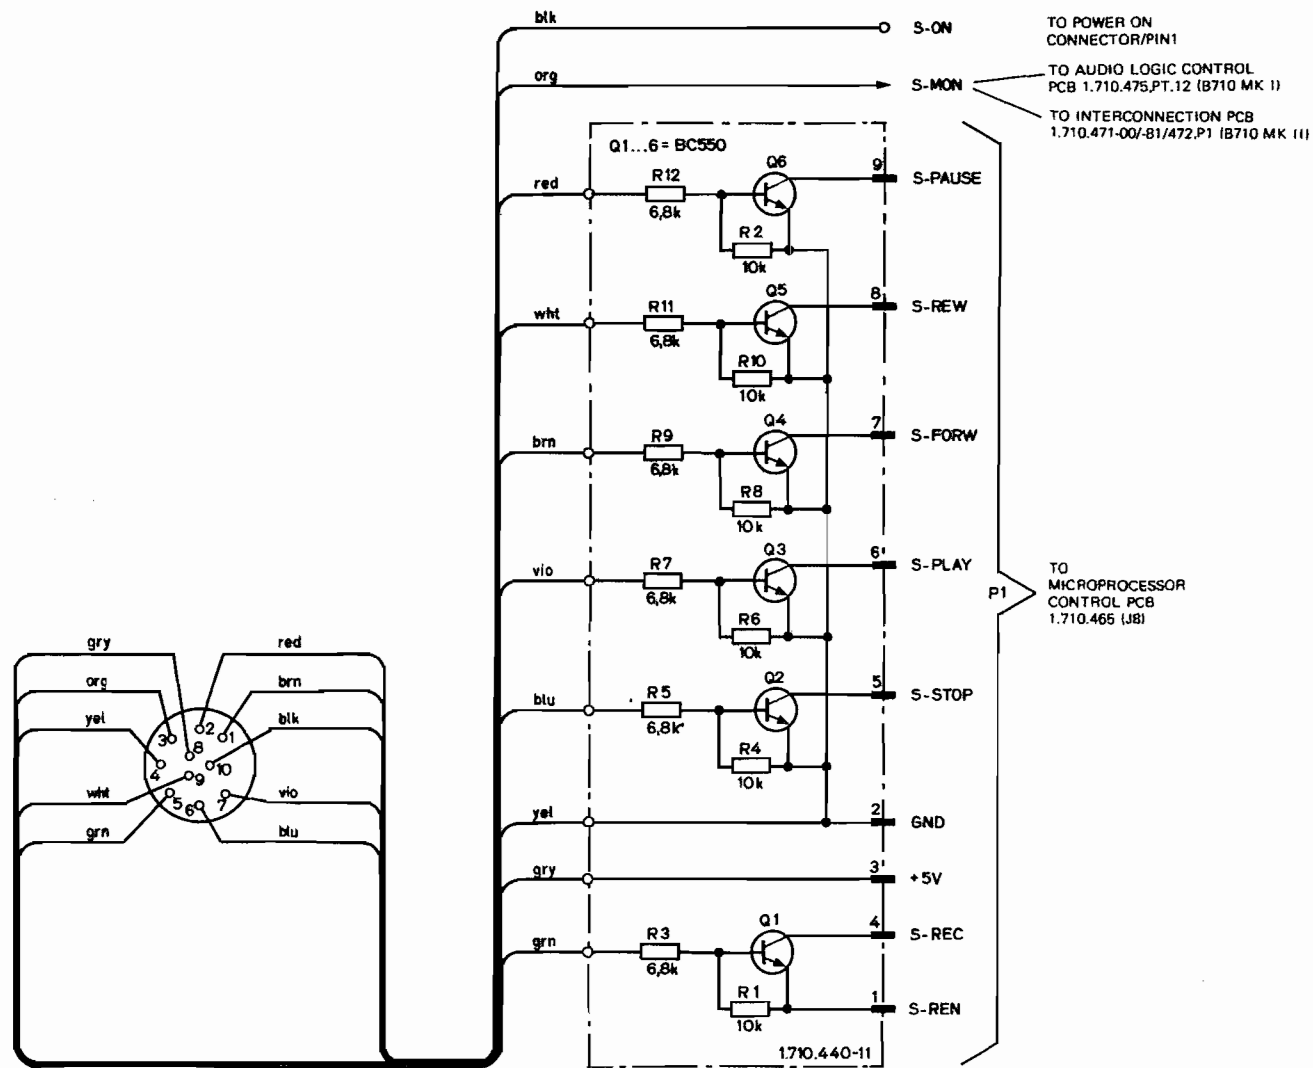 blk
S-ON
TO POWER ON
CONNECTOR/PIN1
org
S-MON
TO AUDIO LOGIC CONTROL
PCB 1.710.475,PT.12 (B710 MK I)
TO INTERCONNECTION PCB
1.710.471-00/-81/472,P1 (B710 MK II)
Q1...6 = BC550
red
R12
6,8k
Q6
R2
10k
9
S-PAUSE
wht
R11
6,8k
Q5
R10
10k
8
S-REW
brn
R9
6,8k
Q4
R8
10k
7
S-FORW
vio
R7
6,8k
Q3
R6
10k
6
S-PLAY
P1
TO
MICROPROCESSOR
CONTROL PCB
1.710.465 (J8)
blu
R5
6,8k
Q2
R4
10k
5
S-STOP
yel
2
GND
gry
3
+5V
grn
R3
6,8k
Q1
R1
10k
4
S-REC
1
S-REN
1.710.440-11
gry
red
org
brn
yel
blk
wht
vio
grn
blu
3
2
1
8
4
10
9
5
6
7